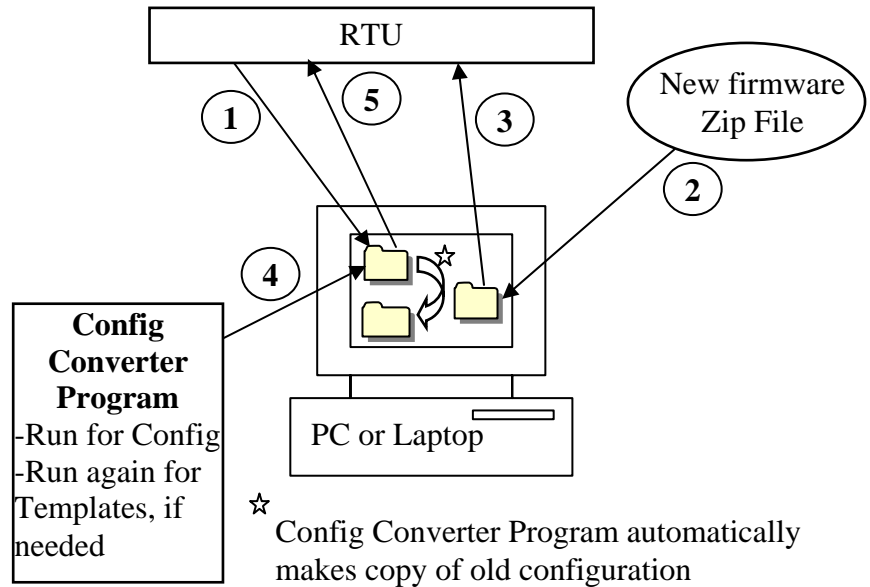 RTU
1
5
3
New firmware
Zip File
2
4
Config
Converter
Program
-Run for Config
-Run again for
Templates, if
needed
PC or Laptop
Config Converter Program automatically
makes copy of old configuration